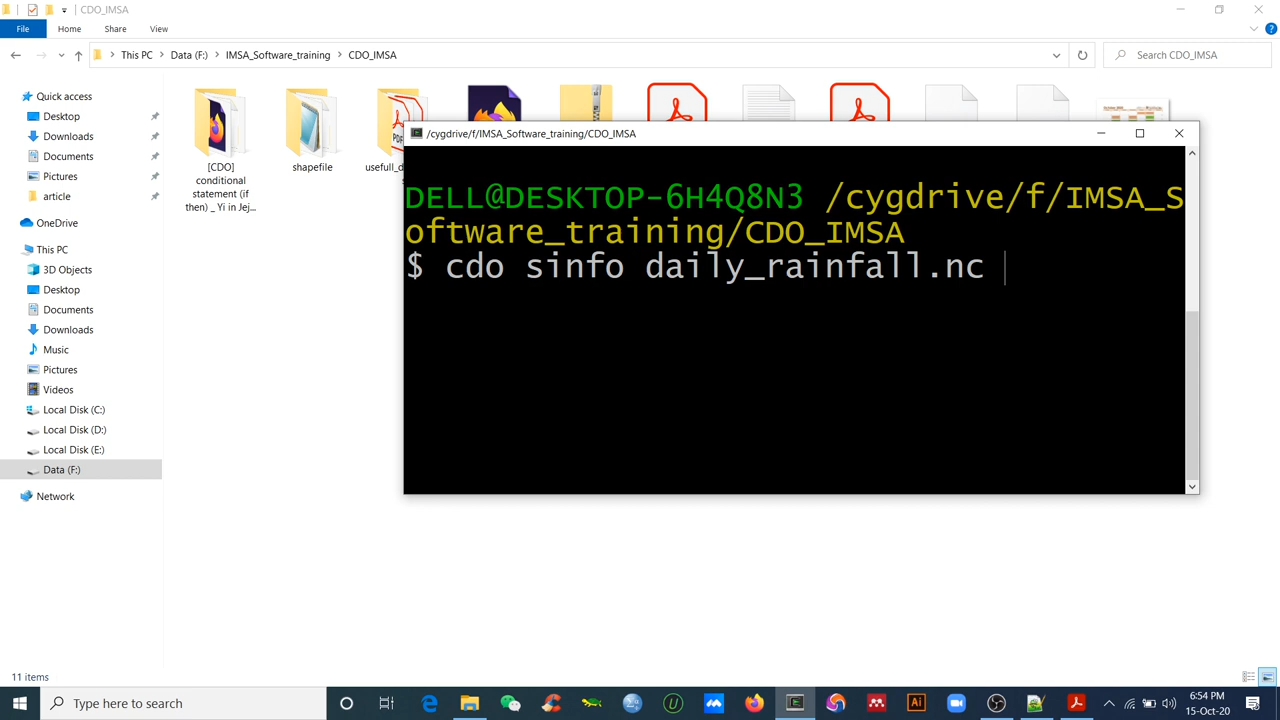 CDO_IMSA
File
Home
Share
View
This PC
Data (F:)
IMSA_Software_training
CDO_IMSA
Search CDO_IMSA
Quick access
Desktop
Downloads
Documents
Pictures
article
OneDrive
This PC
3D Objects
Desktop
Documents
Downloads
Music
Pictures
Videos
Local Disk (C:)
Local Disk (D:)
Local Disk (E:)
Data (F:)
Network
[CDO]
conditional
statement (if
then) _ Yi in Jej...
shapefile
/cygdrive/f/IMSA_Software_training/CDO_IMSA
DELL@DESKTOP-6H4Q8N3 /cygdrive/f/IMSA_S
oftware_training/CDO_IMSA
$ cdo sinfo daily_rainfall.nc
11 items
Type here to search
6:54 PM
15-Oct-20